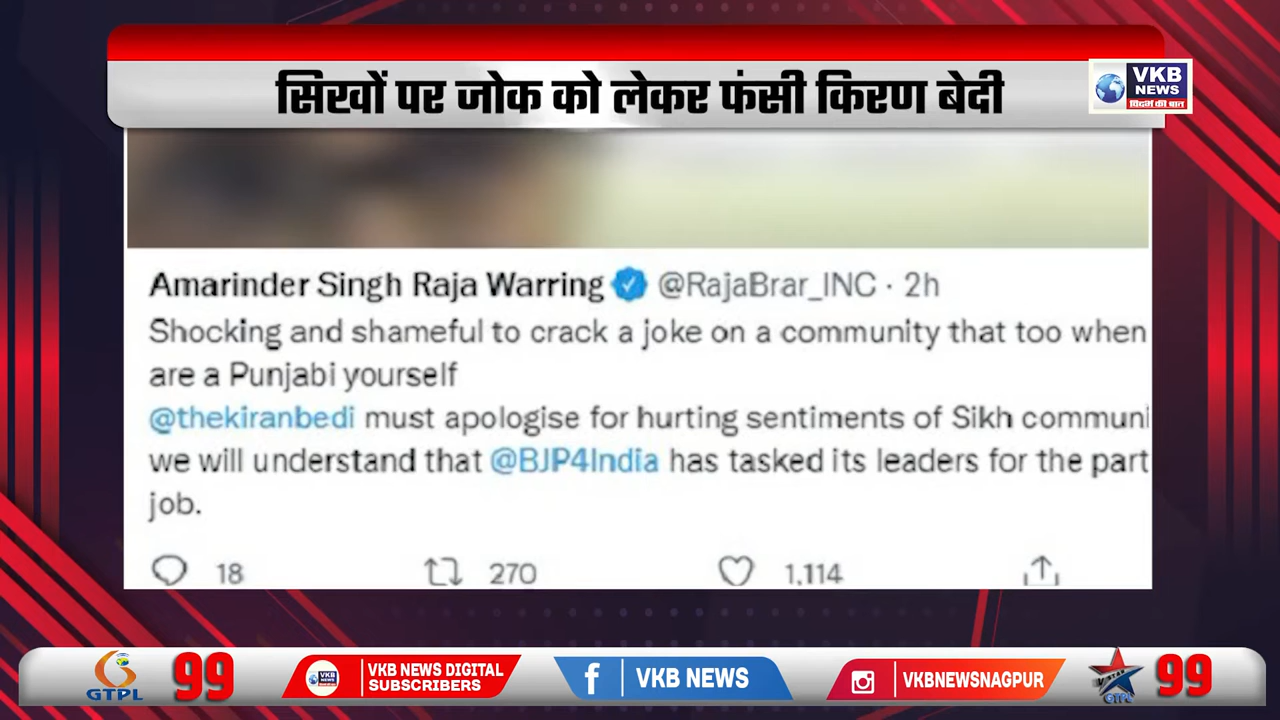 सिखों पर जोक को लेकर फंसी किरण बेदी
VKB
NEWS
विदर्भ की बात
Amarinder Singh Raja Warring @RajaBrar_INC · 2h
Shocking and shameful to crack a joke on a community that too when
are a Punjabi yourself
@thekiranbedi must apologise for hurting sentiments of Sikh communi
we will understand that @BJP4India has tasked its leaders for the part
job.
18 270 1,114
GTPL 99
VKB NEWS DIGITAL
SUBSCRIBERS
VKB NEWS
VKBNEWSNAGPUR
GTPL 99